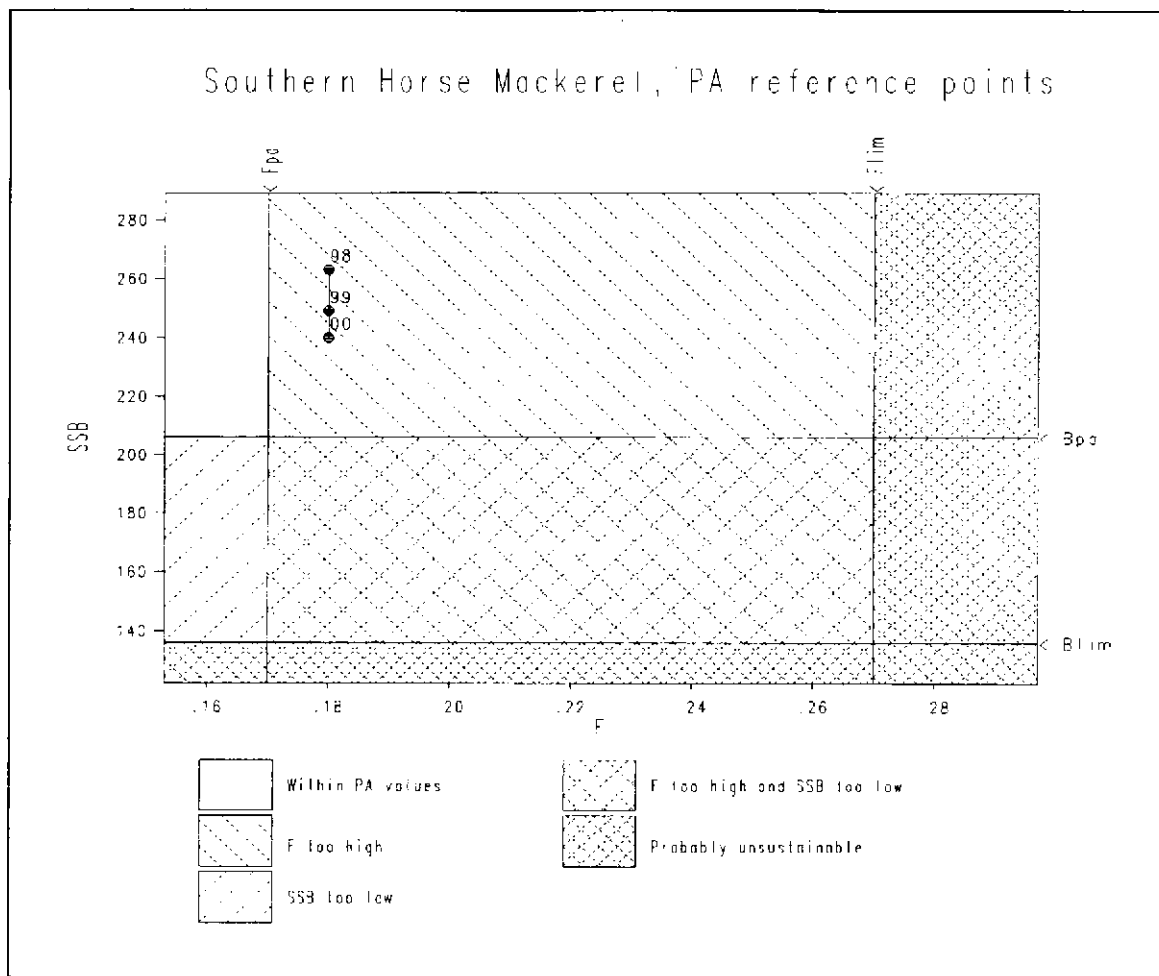 Southern Horse Mackerel, PA reference points
Fpa
Flim
280
260
240
220
200
180
160
140
SSB
98
99
00
Bpa
Blim
.16
.18
.20
.22
.24
.26
.28
F
Within PA values
F too high
SSB too low
F too high and SSB too low
Probably unsustainable